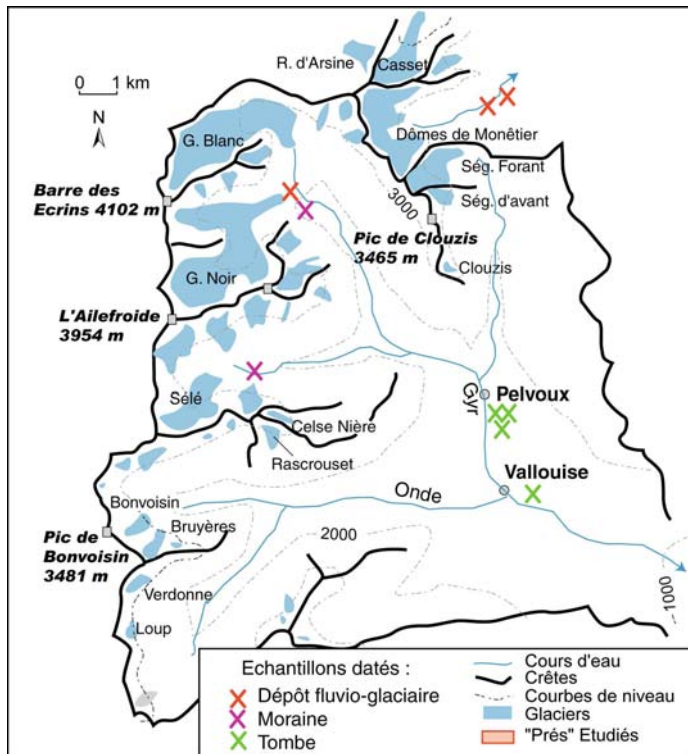 R. d'Arsine
Casset
0 1 km
N
G. Blanc
Dômes de Monêtier
Ség. Forant
Barre des
Ecrins 4102 m
3000
Ség. d'avant
Pic de Clouzis
3465 m
Clouzis
G. Noir
L'Ailefroide
3954 m
Sélé
Gyr
Pelvoux
Celse Nière
Rascrouset
Vallouise
Onde
Bonvoisin
Bruyères
Pic de
Bonvoisin
3481 m
2000
Verdonne
1000
Loup
Echantillons datés :
Dépôt fluvio-glaciaire
Moraine
Tombe
Cours d'eau
Crêtes
Courbes de niveau
Glaciers
"Prés" Etudiés